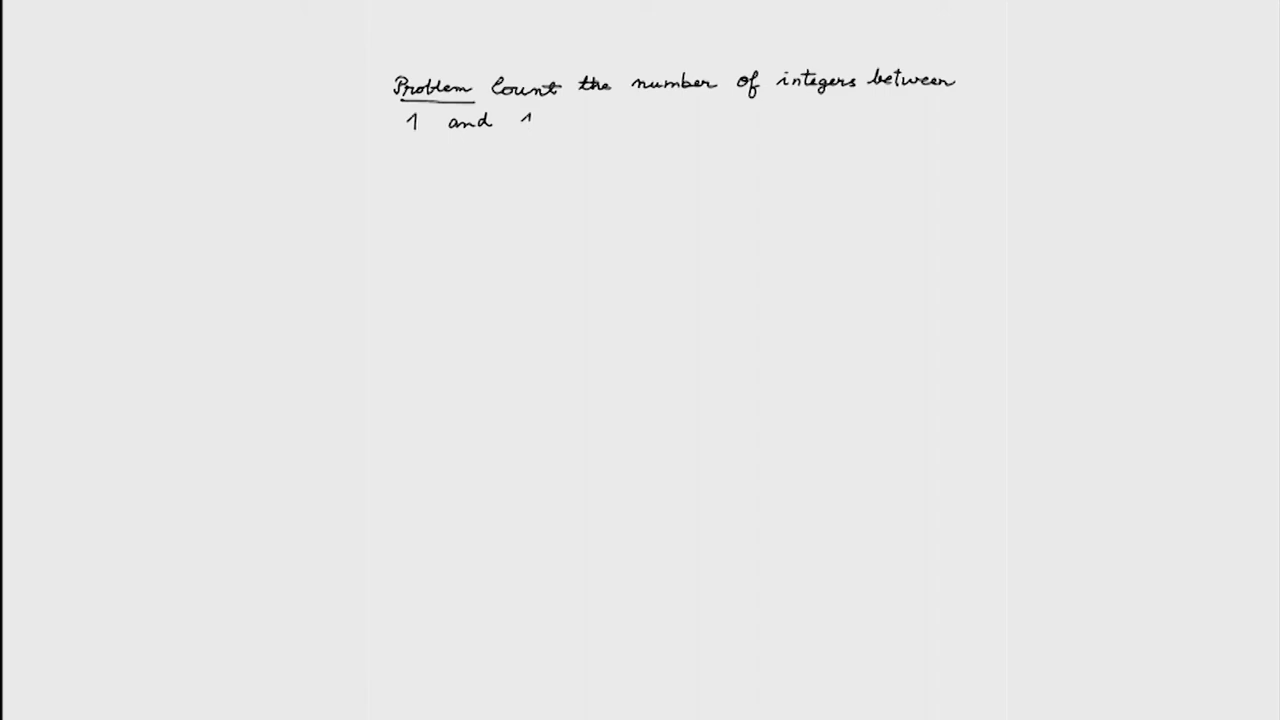 Problem Count the number of integers between
1 and 1